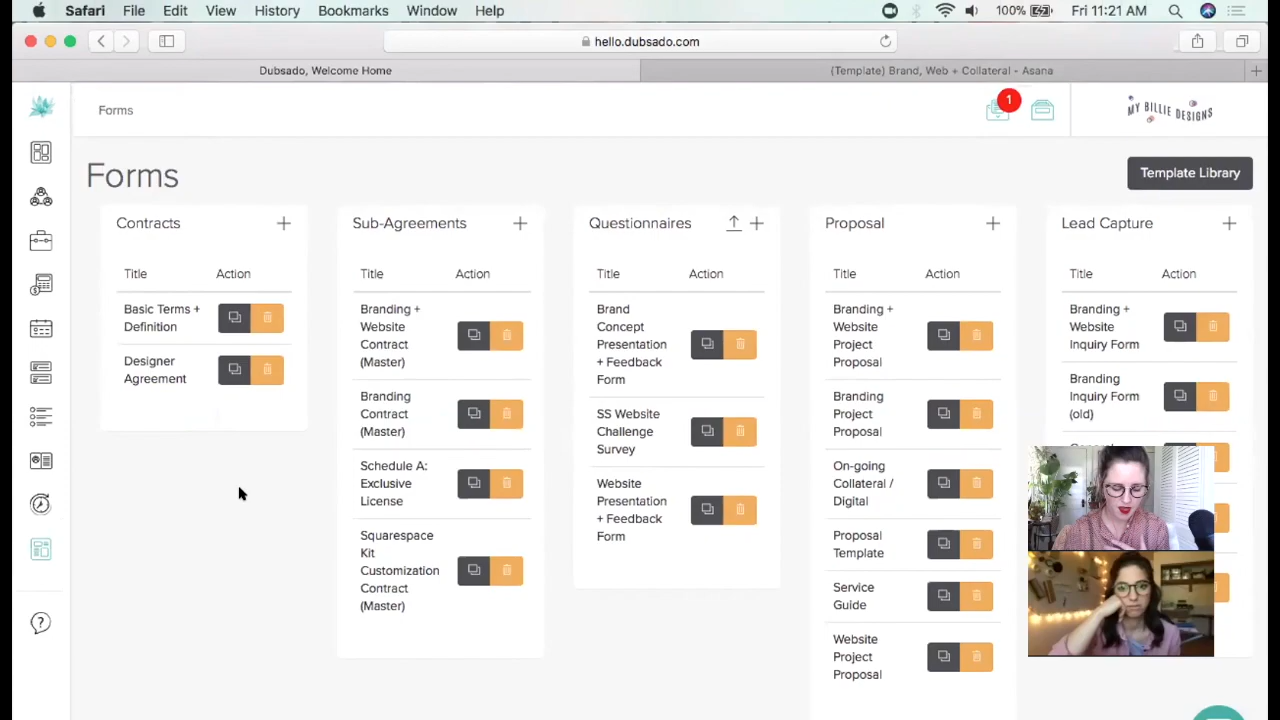 Safari File Edit View History Bookmarks Window Help 100% Fri 11:21 AM
hello.dubsado.com
Dubsado, Welcome Home
(Template) Brand, Web + Collateral - Asana
Forms
1
MY BILLIE DESIGNS
Forms
Template Library
Contracts
Title Action
Basic Terms +
Definition
Designer
Agreement
Sub-Agreements
Title Action
Branding +
Website
Contract
(Master)
Branding
Contract
(Master)
Schedule A:
Exclusive
License
Squarespace
Kit
Customization
Contract
(Master)
Questionnaires
Title Action
Brand
Concept
Presentation
+ Feedback
Form
SS Website
Challenge
Survey
Website
Presentation
+ Feedback
Form
Proposal
Title Action
Branding +
Website
Project
Proposal
Branding
Project
Proposal
On-going
Collateral /
Digital
Proposal
Template
Service
Guide
Website
Project
Proposal
Lead Capture
Title Action
Branding +
Website
Inquiry Form
Branding
Inquiry Form
(old)